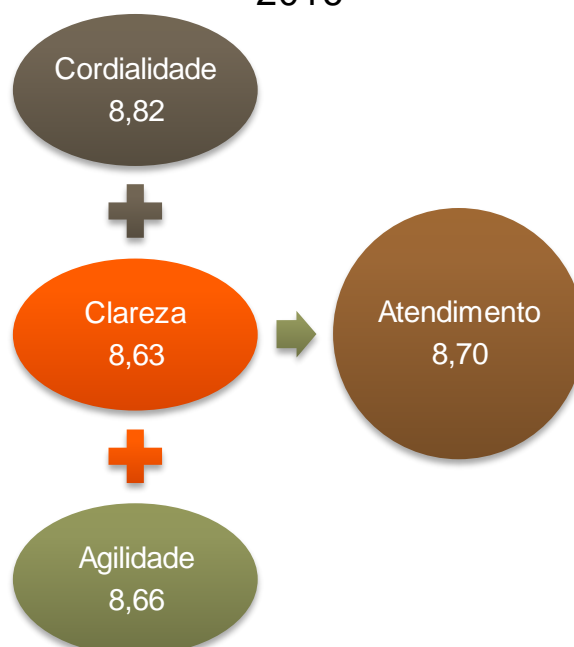 Cordialidade
8,82
Clareza
8,63
Atendimento
8,70
Agilidade
8,66